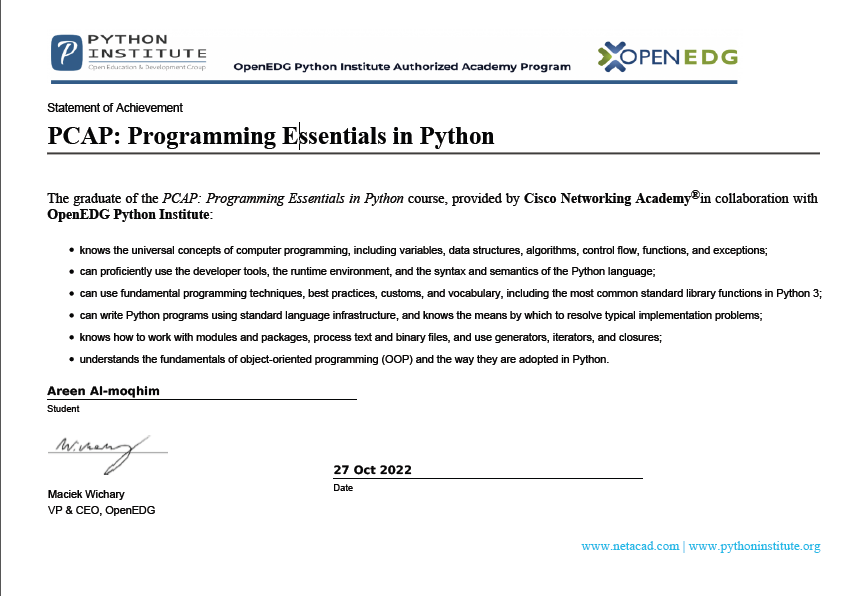 PYTHON
INSTITUTE
Open Education & Development Group
OpenEDG Python Institute Authorized Academy Program
OPENEDG
Statement of Achievement
PCAP: Programming Essentials in Python
The graduate of the PCAP: Programming Essentials in Python course, provided by Cisco Networking Academy®in collaboration with
OpenEDG Python Institute:
• knows the universal concepts of computer programming, including variables, data structures, algorithms, control flow, functions, and exceptions;
• can proficiently use the developer tools, the runtime environment, and the syntax and semantics of the Python language;
• can use fundamental programming techniques, best practices, customs, and vocabulary, including the most common standard library functions in Python 3;
• can write Python programs using standard language infrastructure, and knows the means by which to resolve typical implementation problems;
• knows how to work with modules and packages, process text and binary files, and use generators, iterators, and closures;
• understands the fundamentals of object-oriented programming (OOP) and the way they are adopted in Python.
Areen Al-moqhim
Student
W.Wichary
27 Oct 2022
Date
Maciek Wichary
VP & CEO, OpenEDG
www.netacad.com | www.pythoninstitute.org